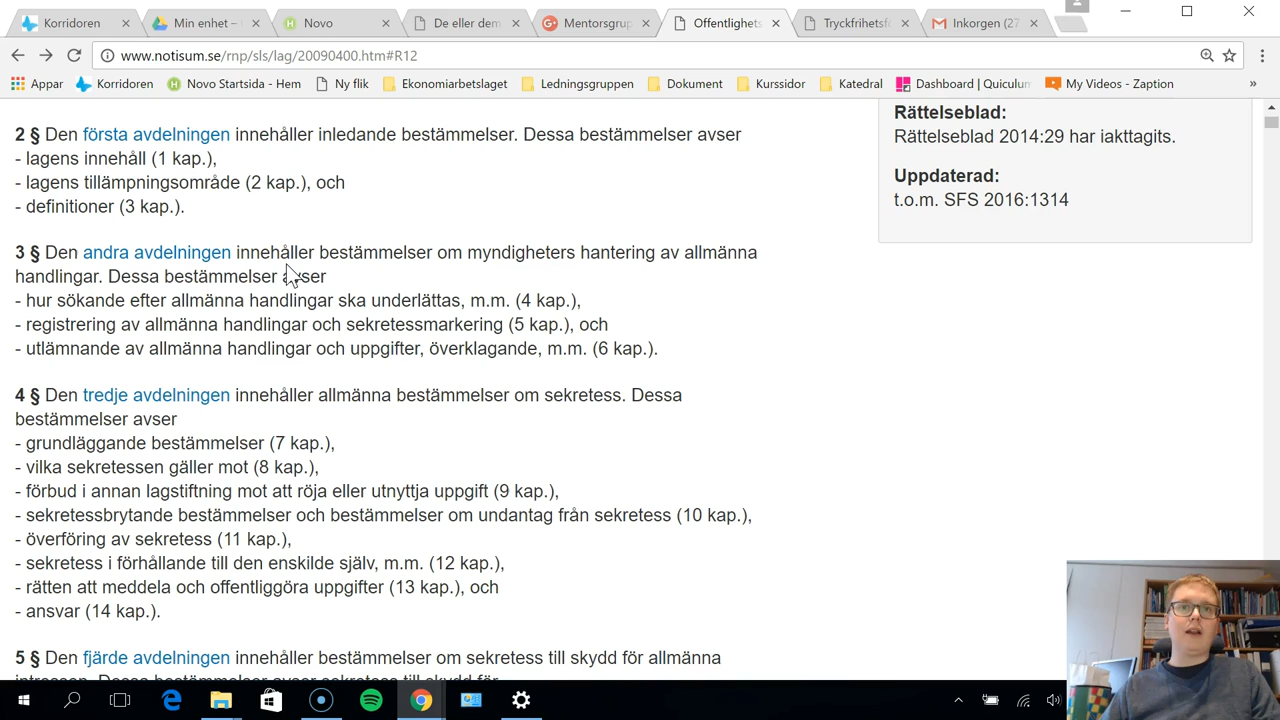 Korridoren
Min enhet –
Novo
De eller dem
Mentorsgrup
Offentlighets
Tryckfrihetsfö
Inkorgen (27
www.notisum.se/rnp/sls/lag/20090400.htm#R12
Appar
Korridoren
Novo Startsida - Hem
Ny flik
Ekonomiarbetslaget
Ledningsgruppen
Dokument
Kurssidor
Katedral
Dashboard | Quiculum
My Videos - Zaption
»
2 § Den första avdelningen innehåller inledande bestämmelser. Dessa bestämmelser avser
- lagens innehåll (1 kap.),
- lagens tillämpningsområde (2 kap.), och
- definitioner (3 kap.).
3 § Den andra avdelningen innehåller bestämmelser om myndigheters hantering av allmänna
handlingar. Dessa bestämmelser avser
- hur sökande efter allmänna handlingar ska underlättas, m.m. (4 kap.),
- registrering av allmänna handlingar och sekretessmarkering (5 kap.), och
- utlämnande av allmänna handlingar och uppgifter, överklagande, m.m. (6 kap.).
4 § Den tredje avdelningen innehåller allmänna bestämmelser om sekretess. Dessa
bestämmelser avser
- grundläggande bestämmelser (7 kap.),
- vilka sekretessen gäller mot (8 kap.),
- förbud i annan lagstiftning mot att röja eller utnyttja uppgift (9 kap.),
- sekretessbrytande bestämmelser och bestämmelser om undantag från sekretess (10 kap.),
- överföring av sekretess (11 kap.),
- sekretess i förhållande till den enskilde själv, m.m. (12 kap.),
- rätten att meddela och offentliggöra uppgifter (13 kap.), och
- ansvar (14 kap.).
5 § Den fjärde avdelningen innehåller bestämmelser om sekretess till skydd för allmänna
intressen. Dessa bestämmelser avser sekretess till skydd för
Rättelseblad:
Rättelseblad 2014:29 har iakttagits.
Uppdaterad:
t.o.m. SFS 2016:1314